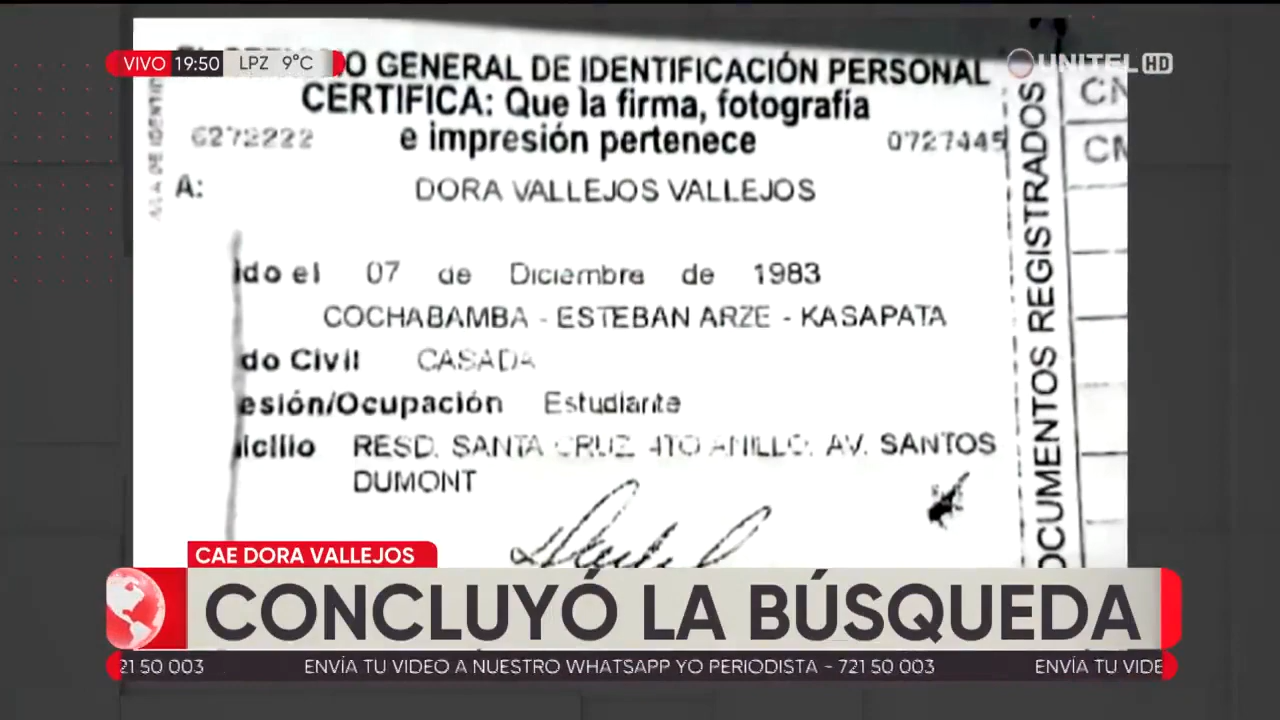 VIVO 19:50 LPZ 9°C
UNITEL HD
GENERAL DE IDENTIFICACIÓN PERSONAL
CERTIFICA: Que la firma, fotografía
e impresión pertenece
6272222
0727445
A: DORA VALLEJOS VALLEJOS
ido el 07 de Diciembre de 1983
COCHABAMBA - ESTEBAN ARZE - KASAPATA
do Civil CASADA
esión/Ocupación Estudiante
icilio RESD. SANTA CRUZ 4TO ANILLO. AV. SANTOS
DUMONT
OCUMENTOS REGISTRADOS
CN
CM
CAE DORA VALLEJOS
CONCLUYÓ LA BÚSQUEDA
21 50 003 ENVÍA TU VIDEO A NUESTRO WHATSAPP YO PERIODISTA - 721 50 003 ENVÍA TU VIDE